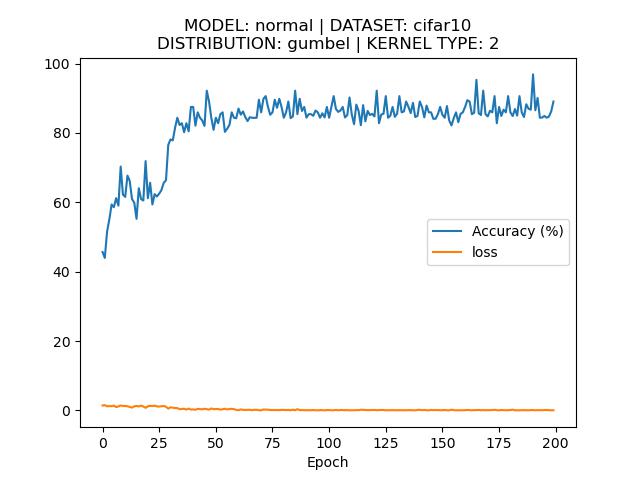 MODEL: normal | DATASET: cifar10
DISTRIBUTION: gumbel | KERNEL TYPE: 2
100
80
60
40
20
0
Accuracy (%)
loss
0 25 50 75 100 125 150 175 200
Epoch